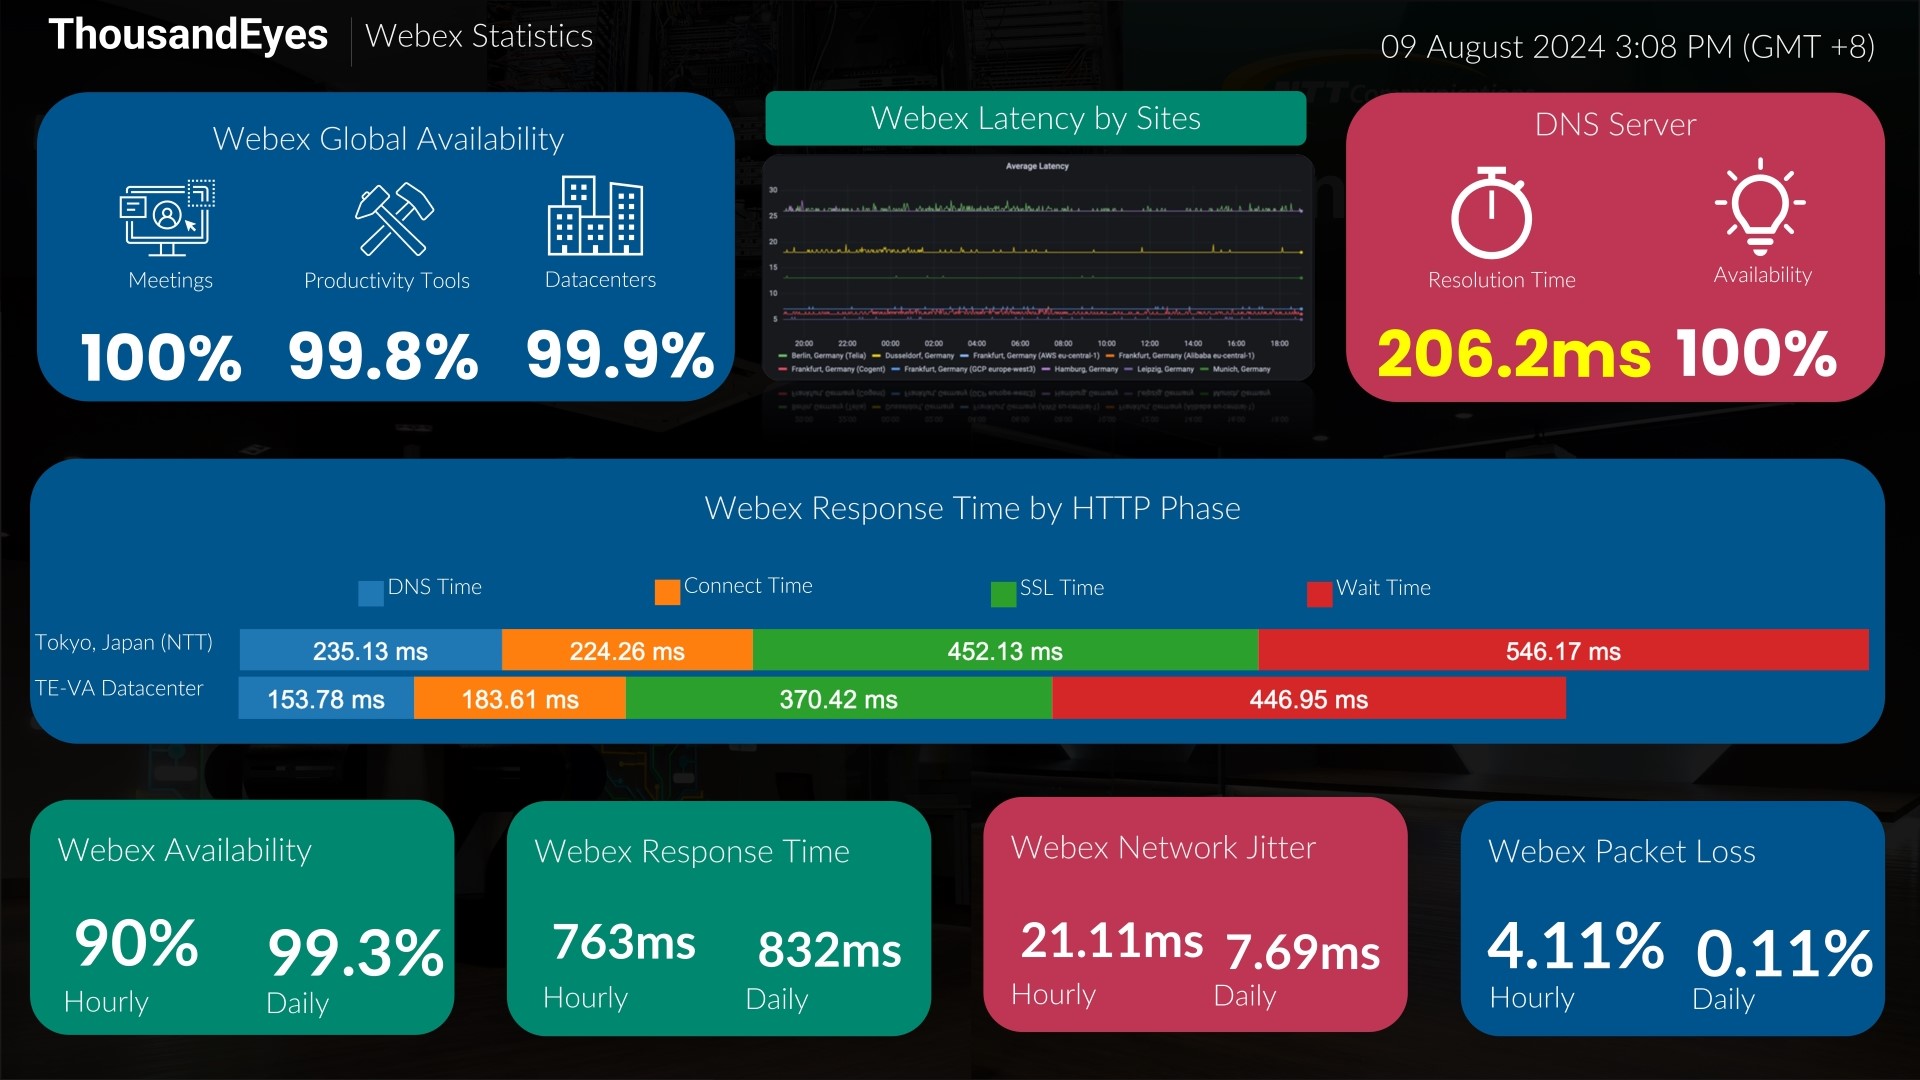 ThousandEyes
Webex Statistics
09 August 2024 3:08 PM (GMT +8)
Webex Global Availability
Meetings
Productivity Tools
Datacenters
100%
99.8%
99.9%
Webex Latency by Sites
Average Latency
30
25
20
15
10
5
20:00 22:00 00:00 02:00 04:00 06:00 08:00 10:00 12:00 14:00 16:00 18:00
Berlin, Germany (Telia) Dusseldorf, Germany Frankfurt, Germany (AWS eu-central-1) Frankfurt, Germany (Alibaba eu-central-1)
Frankfurt, Germany (Cogent) Frankfurt, Germany (GCP europe-west3) Hamburg, Germany Leipzig, Germany Munich, Germany
DNS Server
Resolution Time
Availability
206.2ms
100%
Webex Response Time by HTTP Phase
DNS Time
Connect Time
SSL Time
Wait Time
Tokyo, Japan (NTT)
235.13 ms
224.26 ms
452.13 ms
546.17 ms
TE-VA Datacenter
153.78 ms
183.61 ms
370.42 ms
446.95 ms
Webex Availability
90%
99.3%
Hourly
Daily
Webex Response Time
763ms
832ms
Hourly
Daily
Webex Network Jitter
21.11ms
7.69ms
Hourly
Daily
Webex Packet Loss
4.11%
0.11%
Hourly
Daily